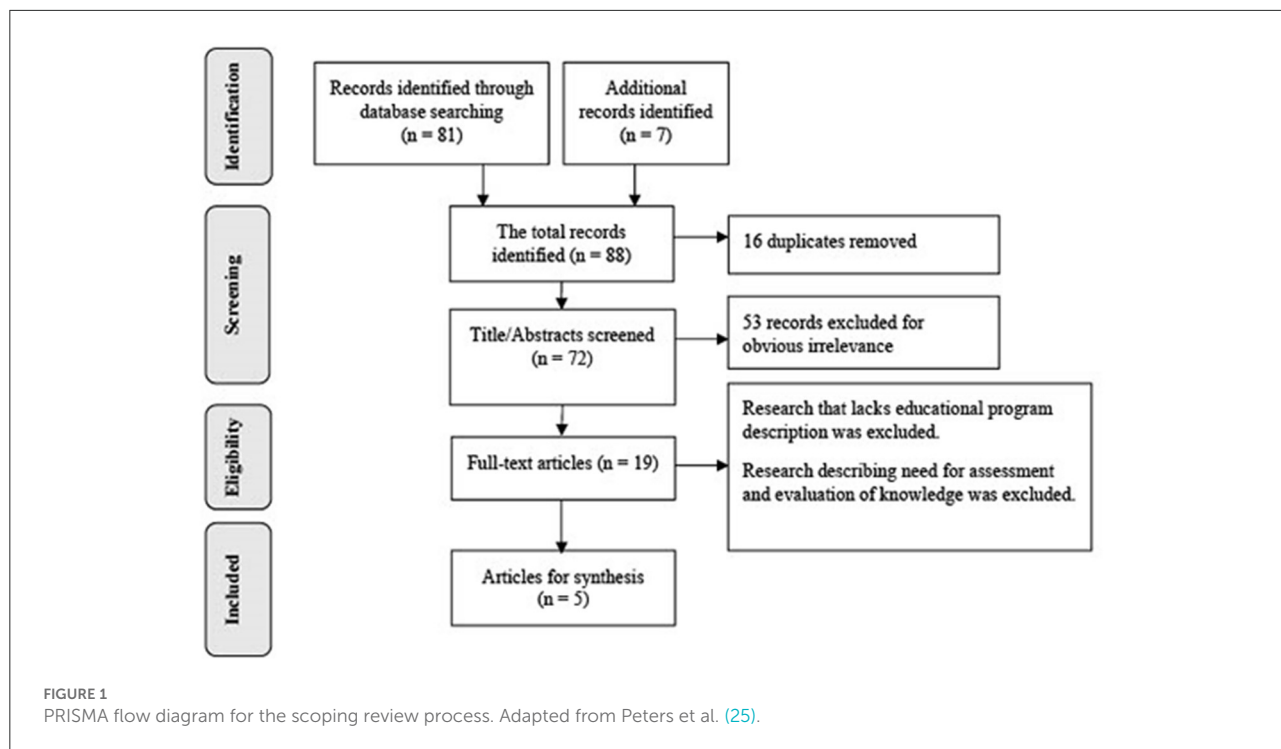 Identification
Records identified through
database searching
(n = 81)
Additional
records identified
(n = 7)
Screening
The total records
identified (n = 88)
16 duplicates removed
Title/Abstracts screened
(n = 72)
53 records excluded for
obvious irrelevance
Eligibility
Full-text articles (n = 19)
Research that lacks educational program
description was excluded.
Research describing need for assessment
and evaluation of knowledge was excluded.
Included
Articles for synthesis
(n = 5)
FIGURE 1
PRISMA flow diagram for the scoping review process. Adapted from Peters et al. (25).